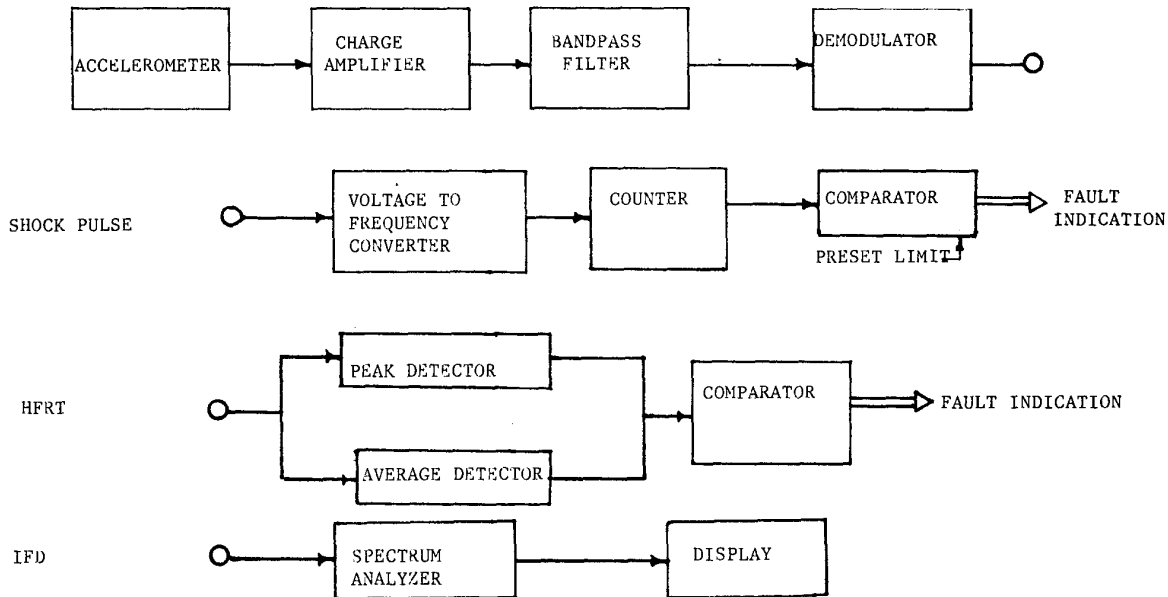 ACCELEROMETER
CHARGE
AMPLIFIER
BANDPASS
FILTER
DEMODULATOR
SHOCK PULSE
VOLTAGE TO
FREQUENCY
CONVERTER
COUNTER
COMPARATOR
PRESET LIMIT
FAULT
INDICATION
HFRT
PEAK DETECTOR
AVERAGE DETECTOR
COMPARATOR
FAULT INDICATION
IFD
SPECTRUM
ANALYZER
DISPLAY